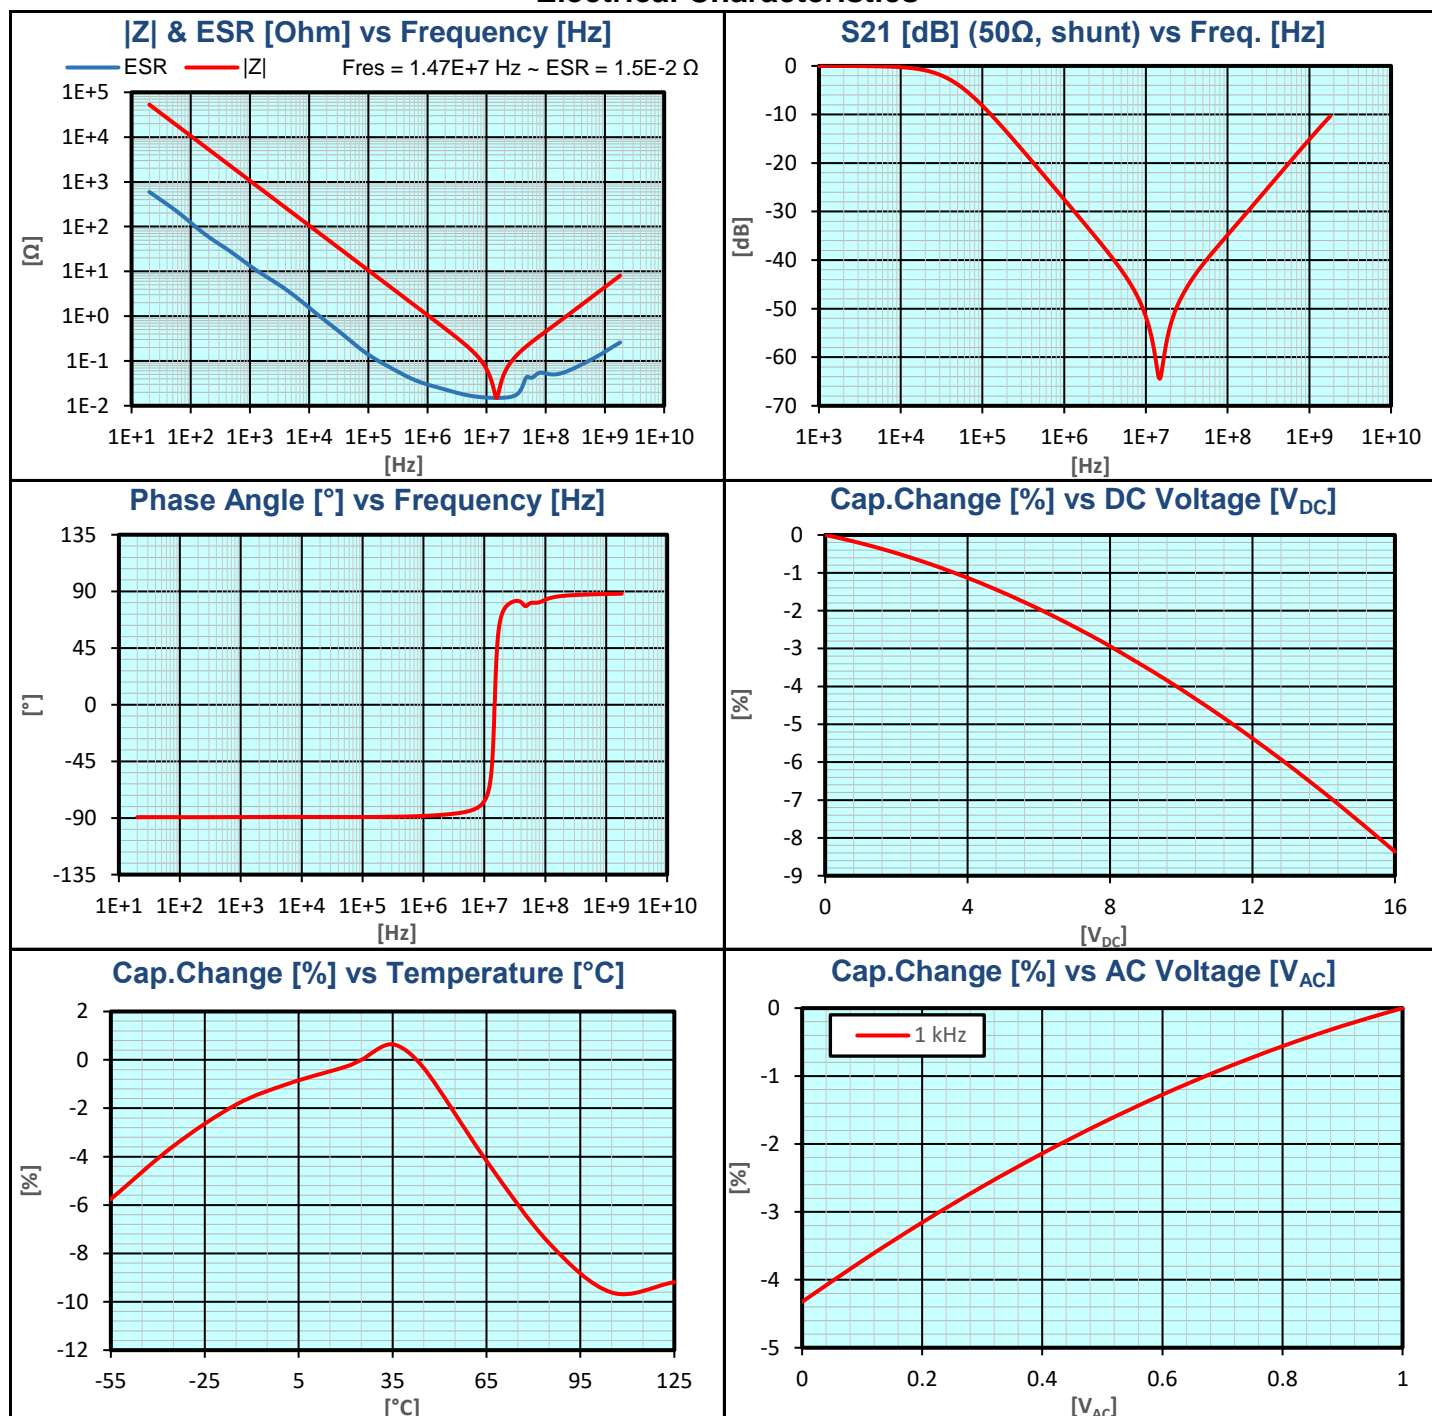 Electrical Characteristics
|Z| & ESR [Ohm] vs Frequency [Hz]
ESR |Z| Fres = 1.47E+7 Hz ~ ESR = 1.5E-2 Ω
1E+5
1E+4
1E+3
1E+2
1E+1
1E+0
1E-1
1E-2
[Ω]
1E+1 1E+2 1E+3 1E+4 1E+5 1E+6 1E+7 1E+8 1E+9 1E+10
[Hz]
S21 [dB] (50Ω, shunt) vs Freq. [Hz]
0
-10
-20
-30
-40
-50
-60
-70
[dB]
1E+3 1E+4 1E+5 1E+6 1E+7 1E+8 1E+9 1E+10
[Hz]
Phase Angle [°] vs Frequency [Hz]
135
90
45
0
-45
-90
-135
[°]
1E+1 1E+2 1E+3 1E+4 1E+5 1E+6 1E+7 1E+8 1E+9 1E+10
[Hz]
Cap.Change [%] vs DC Voltage [VDC]
0
-1
-2
-3
-4
-5
-6
-7
-8
-9
[%]
0 4 8 12 16
[VDC]
Cap.Change [%] vs Temperature [°C]
2
0
-2
-4
-6
-8
-10
-12
[%]
-55 -25 5 35 65 95 125
[°C]
Cap.Change [%] vs AC Voltage [VAC]
1 kHz
0
-1
-2
-3
-4
-5
[%]
0 0.2 0.4 0.6 0.8 1
[VAC]